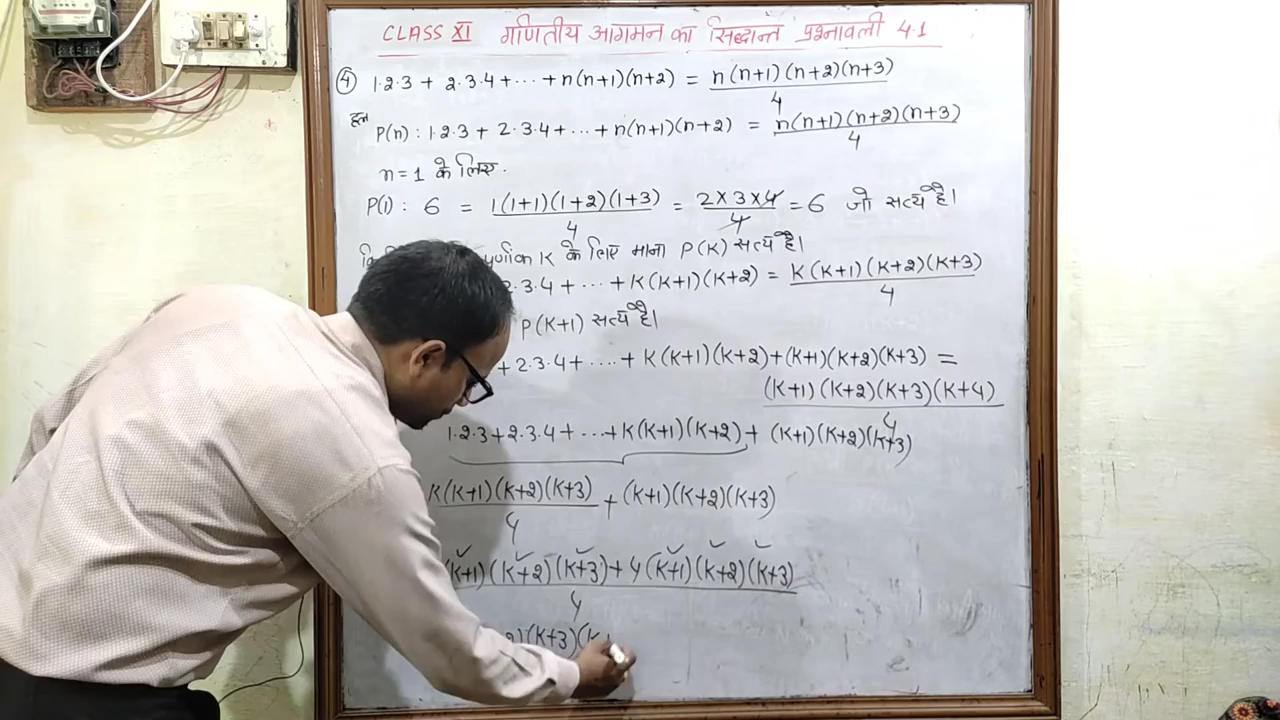 CLASS XI गणितीय आगमन का सिद्धान्त प्रश्नावली 4.1
④ 1.2.3 + 2.3.4 + ... + n(n+1)(n+2) = n(n+1)(n+2)(n+3)/4
हल P(n) : 1.2.3 + 2.3.4 + ... + n(n+1)(n+2) = n(n+1)(n+2)(n+3)/4
n = 1 के लिए.
P(1) : 6 = 1(1+1)(1+2)(1+3)/4 = 2×3×4/4 = 6 जो सत्य है।
K के लिए माना P(K) सत्य है।
2.3.4 + ... + K(K+1)(K+2) = K(K+1)(K+2)(K+3)/4
P(K+1) सत्य है।
+ 2.3.4 + .... + K(K+1)(K+2)+(K+1)(K+2)(K+3) =
(K+1)(K+2)(K+3)(K+4)/4
1.2.3+2.3.4+ ... +K(K+1)(K+2)+ (K+1)(K+2)(K+3)
K(K+1)(K+2)(K+3)/4 + (K+1)(K+2)(K+3)
(K+1)(K+2)(K+3)+4(K+1)(K+2)(K+3)/4
2)(K+3)(K